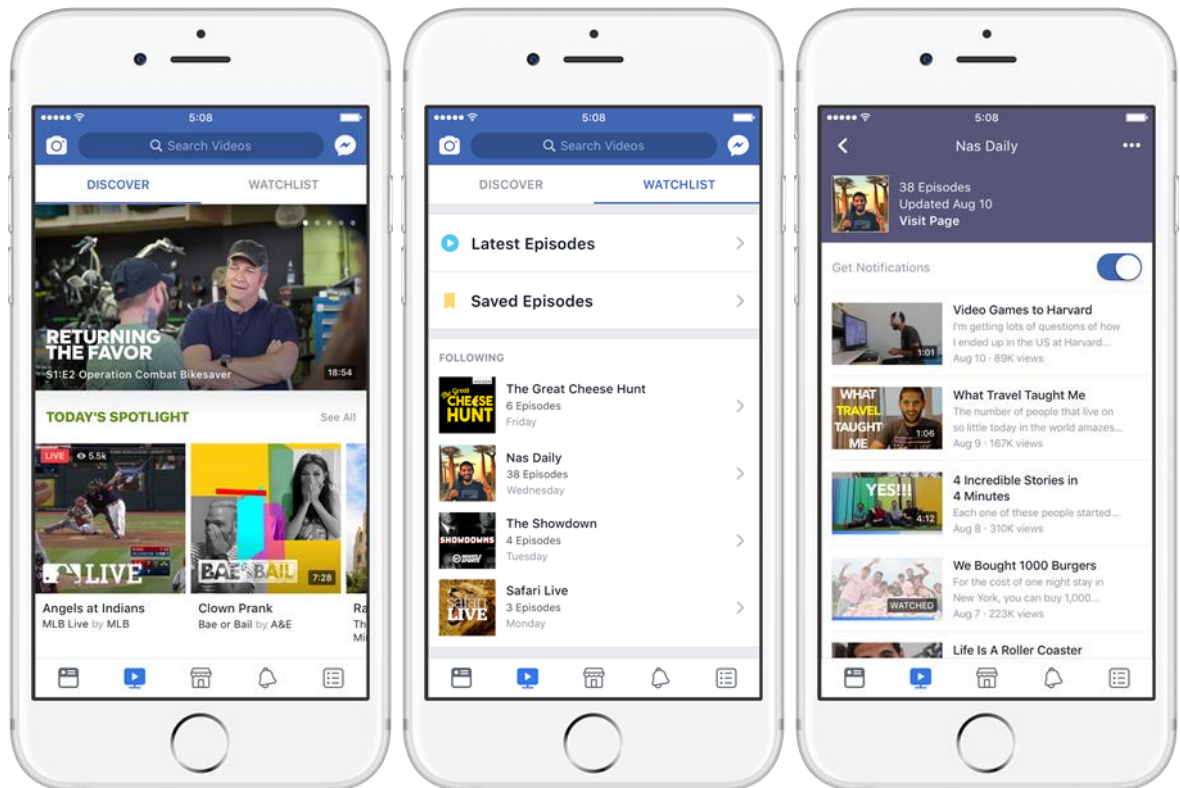 5:08
Search Videos
DISCOVER
WATCHLIST
RETURNING
THE FAVOR
S1:E2 Operation Combat Bikesaver
18:54
TODAY'S SPOTLIGHT
See All
LIVE
5.5k
LIVE
BAE OR BAIL
7:28
Angels at Indians
MLB Live by MLB
Clown Prank
Bae or Bail by A&E
Ra
Th
Mi
5:08
Search Videos
DISCOVER
WATCHLIST
Latest Episodes
Saved Episodes
FOLLOWING
The Great
CHEESE
HUNT
The Great Cheese Hunt
6 Episodes
Friday
Nas Daily
38 Episodes
Wednesday
SHOWDOWNS
The Showdown
4 Episodes
Tuesday
safari
LIVE
Safari Live
3 Episodes
Monday
5:08
Nas Daily
38 Episodes
Updated Aug 10
Visit Page
Get Notifications
1:01
Video Games to Harvard
I'm getting lots of questions of how
I ended up in the US at Harvard...
Aug 10 · 89K views
WHAT
TRAVEL
TAUGHT
ME
1:06
What Travel Taught Me
The number of people that live on
so little today in the world amazes...
Aug 9 · 167K views
YES!!!
4:12
4 Incredible Stories in
4 Minutes
Each one of these people started...
Aug 8 · 310K views
WATCHED
We Bought 1000 Burgers
For the cost of one night stay in
New York, you can buy 1,000...
Aug 7 · 223K views
Life Is A Roller Coaster